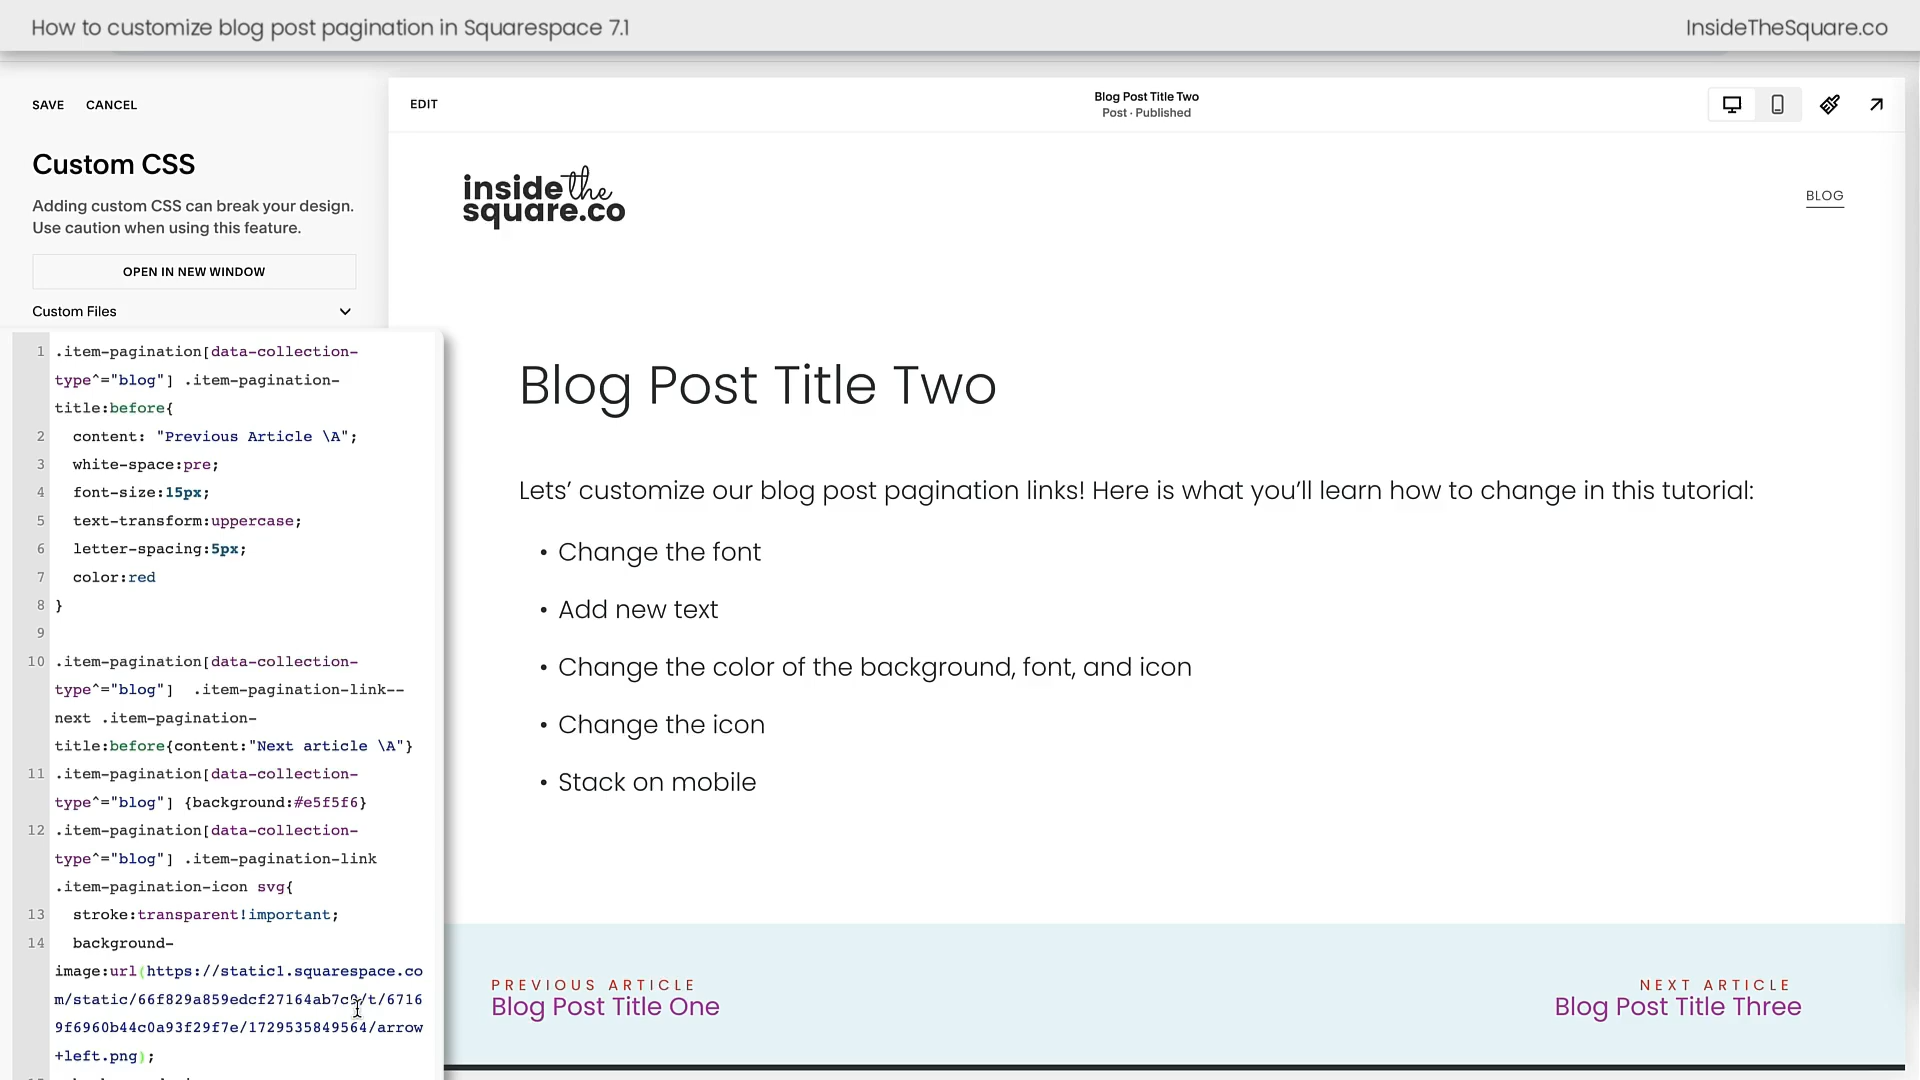 How to customize blog post pagination in Squarespace 7.1
InsideTheSquare.co
SAVE CANCEL
Custom CSS
Adding custom CSS can break your design.
Use caution when using this feature.
OPEN IN NEW WINDOW
Custom Files
1 .item-pagination[data-collection-
type^="blog"] .item-pagination-
title:before{
2 content: "Previous Article \A";
3 white-space:pre;
4 font-size:15px;
5 text-transform:uppercase;
6 letter-spacing:5px;
7 color:red
8 }
9
10 .item-pagination[data-collection-
type^="blog"] .item-pagination-link--
next .item-pagination-
title:before{content:"Next article \A"}
11 .item-pagination[data-collection-
type^="blog"] {background:#e5f5f6}
12 .item-pagination[data-collection-
type^="blog"] .item-pagination-link
.item-pagination-icon svg{
13 stroke:transparent!important;
14 background-
image:url(https://static1.squarespace.co
m/static/66f829a859edcf27164ab7c9/t/6716
9f6960b44c0a93f29f7e/1729535849564/arrow
+left.png);
EDIT
Blog Post Title Two
Post · Published
inside the
square.co
BLOG
Blog Post Title Two
Lets’ customize our blog post pagination links! Here is what you’ll learn how to change in this tutorial:
• Change the font
• Add new text
• Change the color of the background, font, and icon
• Change the icon
• Stack on mobile
PREVIOUS ARTICLE
Blog Post Title One
NEXT ARTICLE
Blog Post Title Three